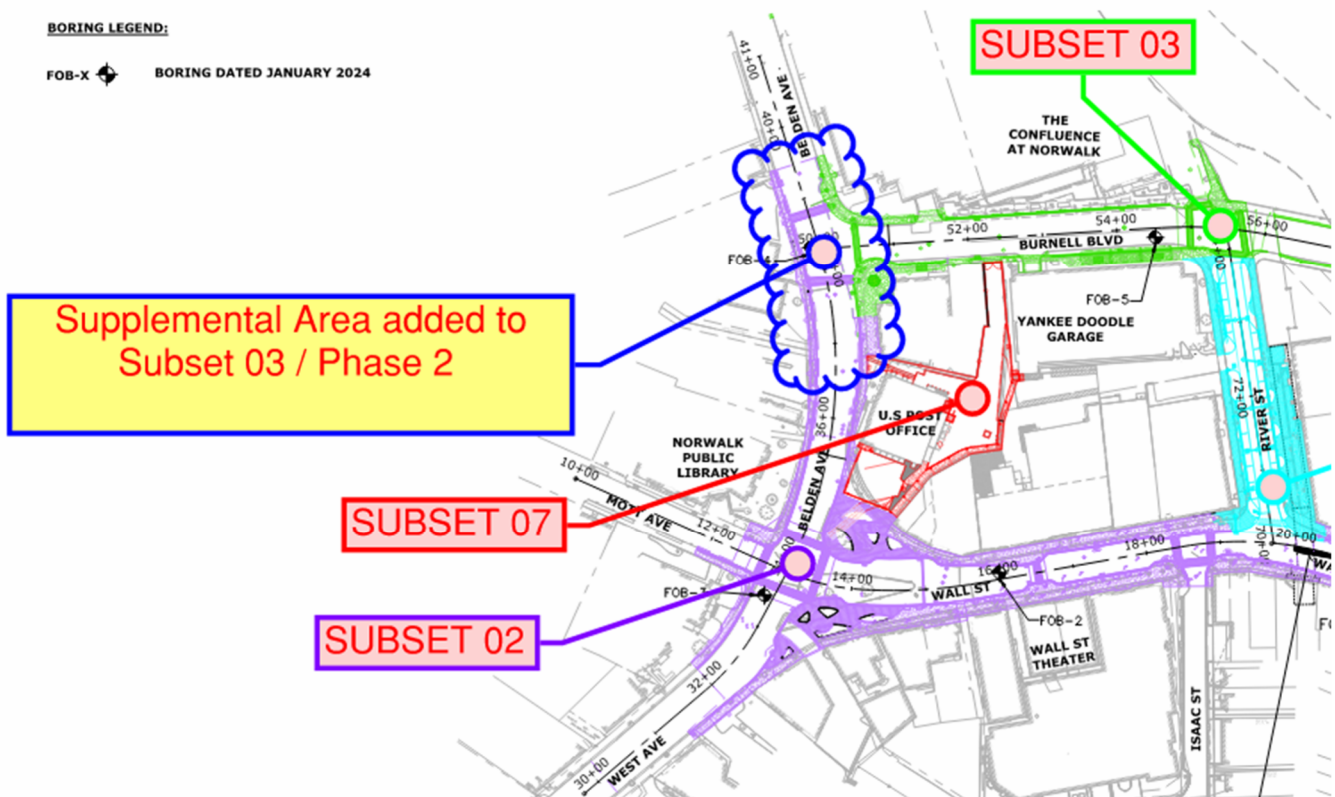 BORING LEGEND:
FOB-X
BORING DATED JANUARY 2024
SUBSET 03
41+00
40+00
BELDEN AVE.
THE
CONFLUENCE
AT NORWALK
52+00
54+00
56+00
BURNELL BLVD
FOB-5
YANKEE DOODLE
GARAGE
Supplemental Area added to
Subset 03 / Phase 2
72+00
RIVER ST
U.S POST
OFFICE
36+00
NORWALK
PUBLIC
LIBRARY
BELDEN AVE
10+00
MOTT AVE
12+00
SUBSET 07
14+00
16+00
18+00
20+00
WALL ST
FOB-2
WALL ST
THEATER
SUBSET 02
32+00
30+00
WEST AVE
ISAAC ST